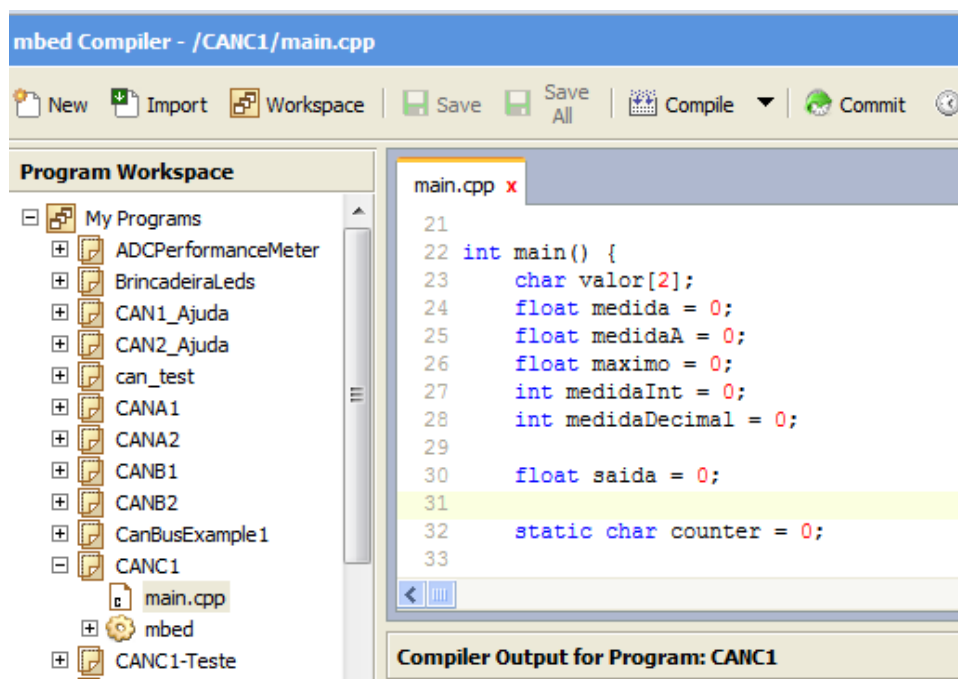 mbed Compiler - /CANC1/main.cpp
New Import Workspace Save Save All Compile Commit
Program Workspace
My Programs
ADCPerformanceMeter
BrincadeiraLeds
CAN1_Ajuda
CAN2_Ajuda
can_test
CANA1
CANA2
CANB1
CANB2
CanBusExample1
CANC1
main.cpp
mbed
CANC1-Teste
main.cpp x
21
22 int main() {
23     char valor[2];
24     float medida = 0;
25     float medidaA = 0;
26     float maximo = 0;
27     int medidaInt = 0;
28     int medidaDecimal = 0;
29
30     float saida = 0;
31
32     static char counter = 0;
33
Compiler Output for Program: CANC1